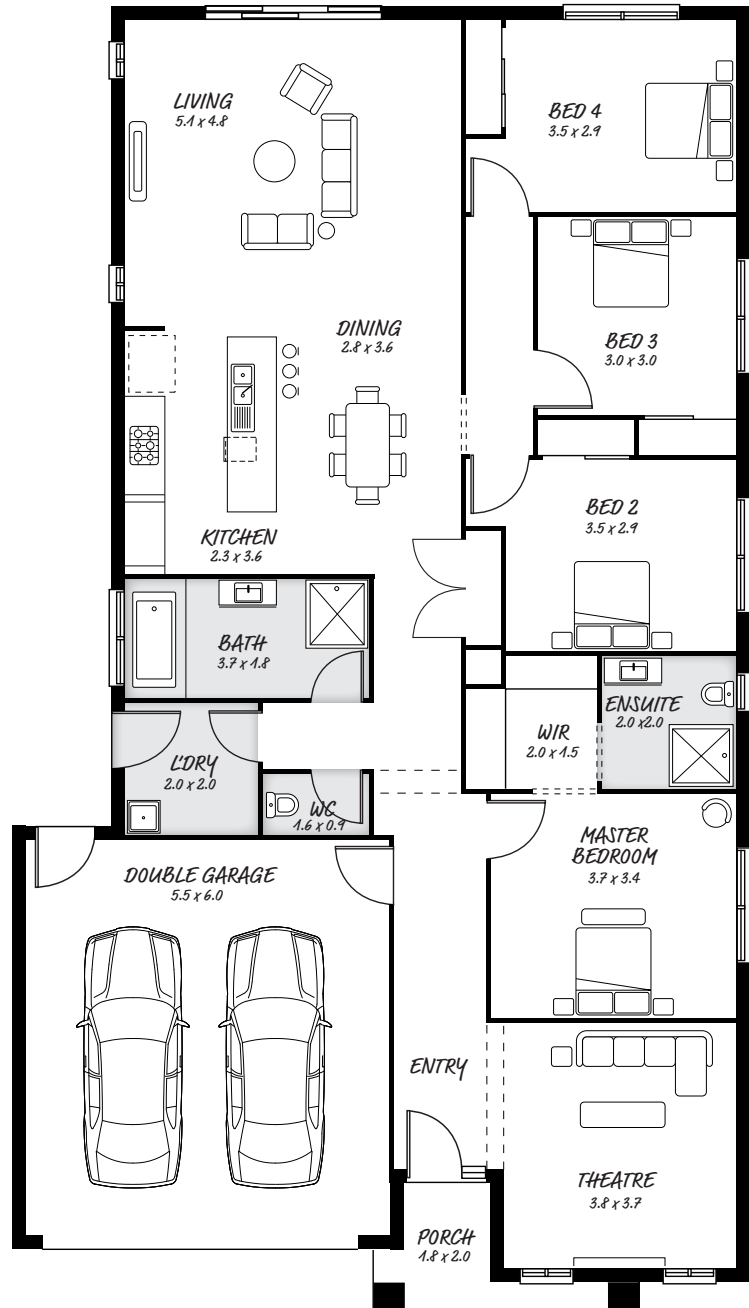 LIVING
5.1 x 4.8
BED 4
3.5 x 2.9
DINING
2.8 x 3.6
BED 3
3.0 x 3.0
KITCHEN
2.3 x 3.6
BED 2
3.5 x 2.9
BATH
3.7 x 1.8
ENSUITE
2.0 x2.0
WIR
2.0 x 1.5
L'DRY
2.0 x 2.0
WC
1.6 x 0.9
MASTER
BEDROOM
3.7 x 3.4
DOUBLE GARAGE
5.5 x 6.0
ENTRY
THEATRE
3.8 x 3.7
PORCH
1.8 x 2.0